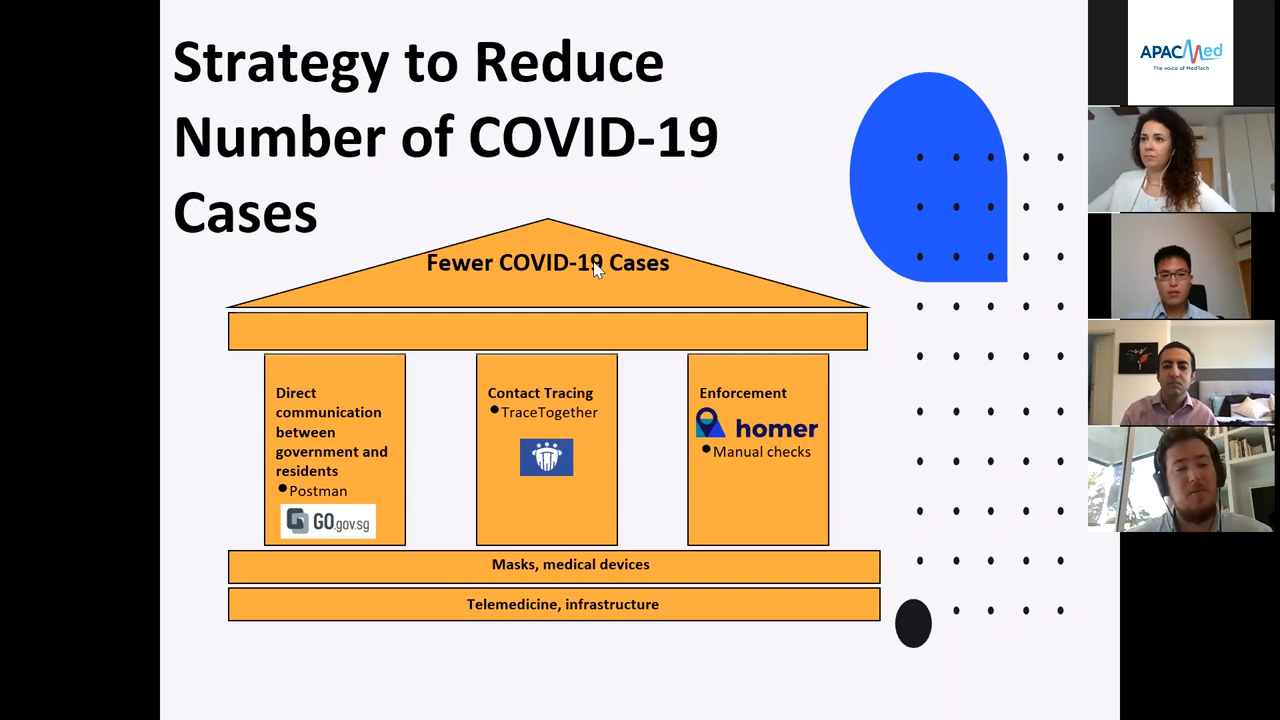 Strategy to Reduce
Number of COVID-19
Cases
Fewer COVID-19 Cases
Direct
communication
between
government and
residents
Postman
GO.gov.sg
Contact Tracing
TraceTogether
Enforcement
homer
Manual checks
Masks, medical devices
Telemedicine, infrastructure
APACMed
The voice of MedTech